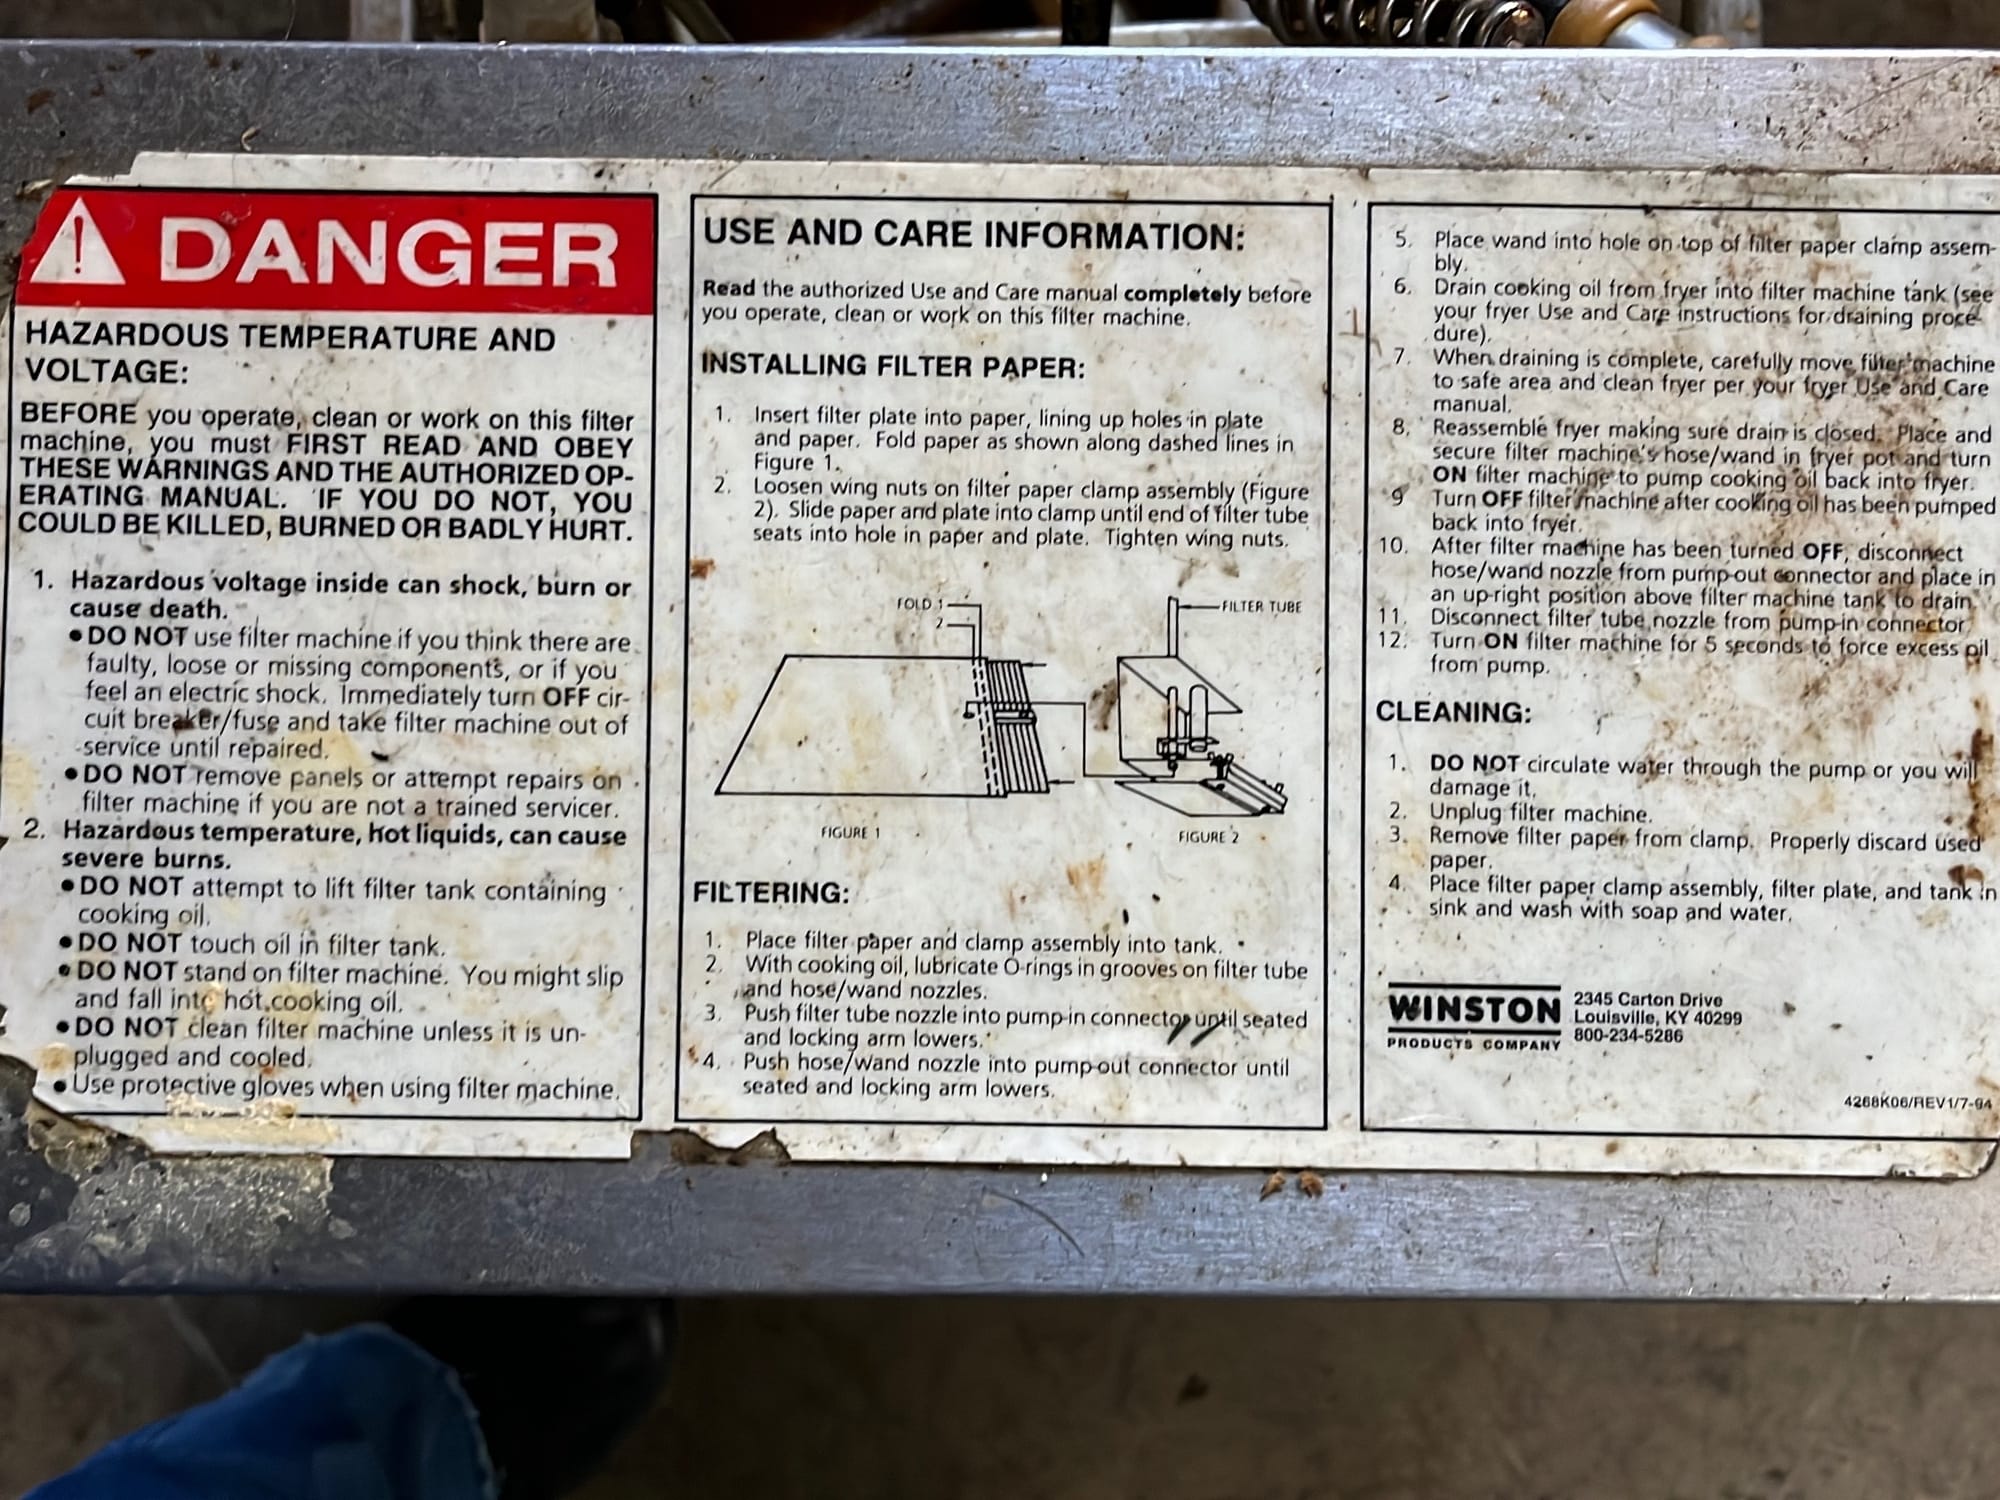 DANGER
HAZARDOUS TEMPERATURE AND
VOLTAGE:
BEFORE you operate, clean or work on this filter
machine, you must FIRST READ AND OBEY
THESE WARNINGS AND THE AUTHORIZED OP-
ERATING MANUAL. IF YOU DO NOT, YOU
COULD BE KILLED, BURNED OR BADLY HURT.
1. Hazardous voltage inside can shock, burn or
cause death.
● DO NOT use filter machine if you think there are
faulty, loose or missing components, or if you
feel an electric shock. Immediately turn OFF cir-
cuit breaker/fuse and take filter machine out of
service until repaired.
● DO NOT remove panels or attempt repairs on
filter machine if you are not a trained servicer.
2. Hazardous temperature, hot liquids, can cause
severe burns.
● DO NOT attempt to lift filter tank containing
cooking oil.
● DO NOT touch oil in filter tank.
● DO NOT stand on filter machine. You might slip
and fall into hot cooking oil.
● DO NOT clean filter machine unless it is un-
plugged and cooled.
● Use protective gloves when using filter machine.
USE AND CARE INFORMATION:
Read the authorized Use and Care manual completely before
you operate, clean or work on this filter machine.
INSTALLING FILTER PAPER:
1. Insert filter plate into paper, lining up holes in plate
and paper. Fold paper as shown along dashed lines in
Figure 1.
2. Loosen wing nuts on filter paper clamp assembly (Figure
2). Slide paper and plate into clamp until end of filter tube
seats into hole in paper and plate. Tighten wing nuts.
FOLD 1
2
FILTER TUBE
FIGURE 1
FIGURE 2
FILTERING:
1. Place filter paper and clamp assembly into tank.
2. With cooking oil, lubricate O-rings in grooves on filter tube
and hose/wand nozzles.
3. Push filter tube nozzle into pump-in connector until seated
and locking arm lowers.
4. Push hose/wand nozzle into pump-out connector until
seated and locking arm lowers.
5. Place wand into hole on top of filter paper clamp assem-
bly.
6. Drain cooking oil from fryer into filter machine tank (see
your fryer Use and Care instructions for draining proce-
dure).
7. When draining is complete, carefully move filter machine
to safe area and clean fryer per your fryer Use and Care
manual.
8. Reassemble fryer making sure drain is closed. Place and
secure filter machine's hose/wand in fryer pot and turn
ON filter machine to pump cooking oil back into fryer.
9 Turn OFF filter machine after cooking oil has been pumped
back into fryer.
10. After filter machine has been turned OFF, disconnect
hose/wand nozzle from pump-out connector and place in
an up-right position above filter machine tank to drain.
11. Disconnect filter tube nozzle from pump-in connector
12. Turn ON filter machine for 5 seconds to force excess oil
from pump.
CLEANING:
1. DO NOT circulate water through the pump or you will
damage it.
2. Unplug filter machine.
3. Remove filter paper from clamp. Properly discard used
paper.
4. Place filter paper clamp assembly, filter plate, and tank in
sink and wash with soap and water.
WINSTON
PRODUCTS COMPANY
2345 Carton Drive
Louisville, KY 40299
800-234-5286
4268K06/REV1/7-94